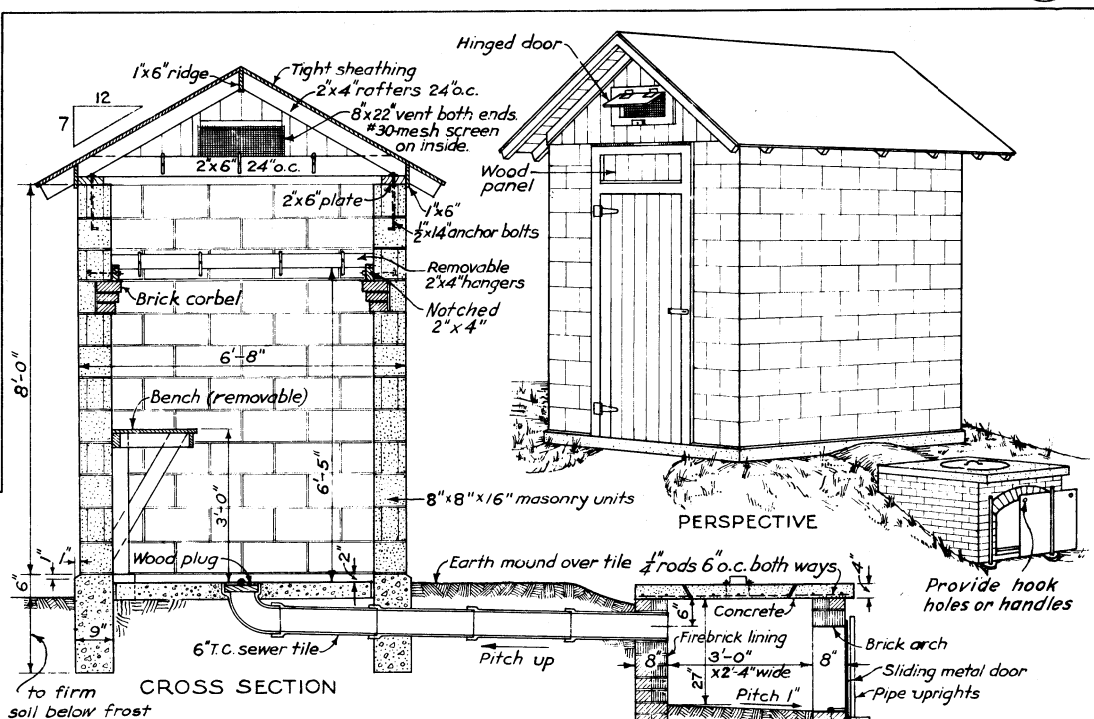 1"x6" ridge
Tight sheathing
2"x4" rafters 24" o.c.
8"x22" vent both ends.
#30-mesh screen
on inside.
12
7
2"x6" 24" o.c.
2"x6" plate
1"x6"
½"x14" anchor bolts
Removable
2"x4" hangers
Brick corbel
Notched
2" x 4"
6'-8"
8'-0"
Bench (removable)
6'-5"
3'-0"
8"x8"x16" masonry units
1"
1"
Wood plug
2"
6"
9"
6" T.C. sewer tile
to firm
soil below frost
CROSS SECTION
Hinged door
Wood
panel
PERSPECTIVE
Provide hook
holes or handles
Earth mound over tile
¼" rods 6" o.c. both ways
4"
Concrete
6"
Pitch up
Firebrick lining
Brick arch
8"
3'-0"
x2'-4" wide
8"
27"
Pitch 1"
Sliding metal door
Pipe uprights